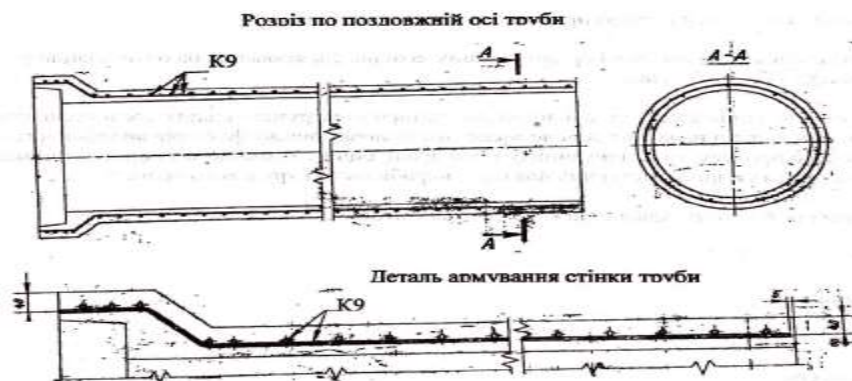 Розріз по поздовжній осі труби
К9
А
А-А
А
Деталь армування стінки труби
К9